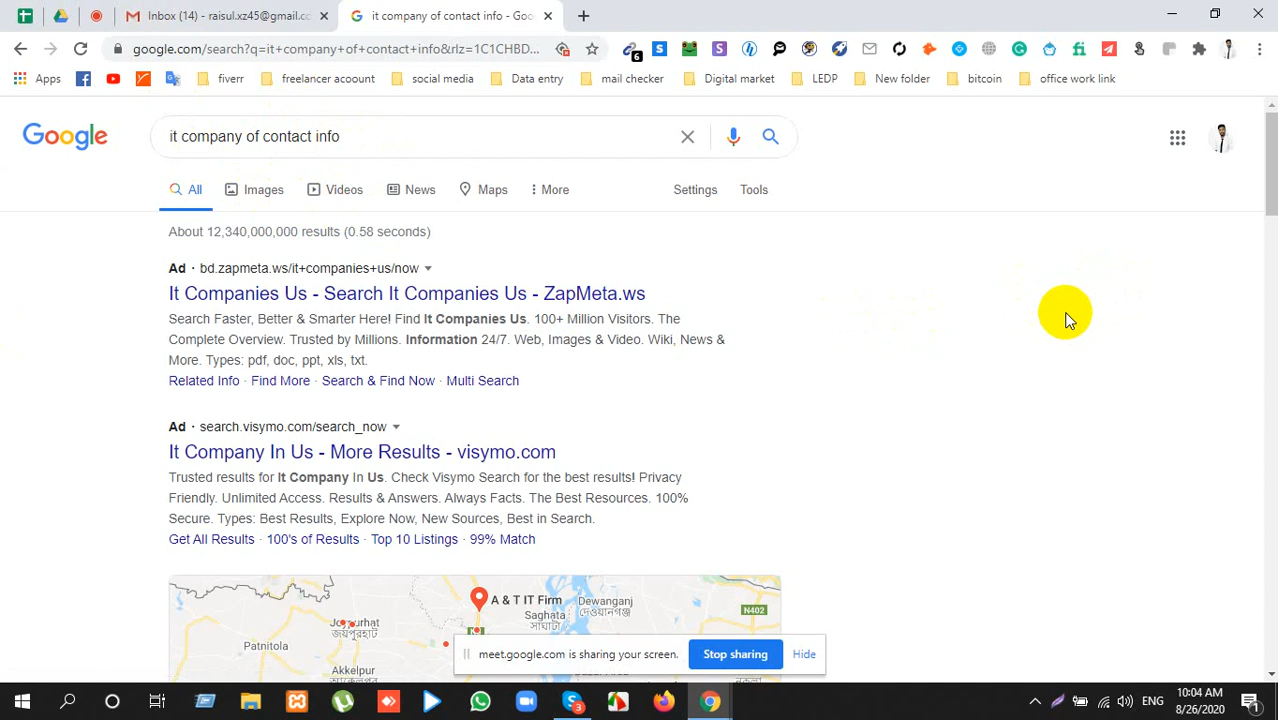 Inbox (14) - raisul.xz45@gmail.cc
it company of contact info - Goo
google.com/search?q=it+company+of+contact+info&rlz=1C1CHBD...
6
Apps
fiverr
freelancer acount
social media
Data entry
mail checker
Digital market
LEDP
New folder
bitcoin
office work link
Google
it company of contact info
All
Images
Videos
News
Maps
More
Settings
Tools
About 12,340,000,000 results (0.58 seconds)
Ad · bd.zapmeta.ws/it+companies+us/now
It Companies Us - Search It Companies Us - ZapMeta.ws
Search Faster, Better & Smarter Here! Find It Companies Us. 100+ Million Visitors. The
Complete Overview. Trusted by Millions. Information 24/7. Web, Images & Video. Wiki, News &
More. Types: pdf, doc, ppt, xls, txt.
Related Info · Find More · Search & Find Now · Multi Search
Ad · search.visymo.com/search_now
It Company In Us - More Results - visymo.com
Trusted results for It Company In Us. Check Visymo Search for the best results! Privacy
Friendly. Unlimited Access. Results & Answers. Always Facts. The Best Resources. 100%
Secure. Types: Best Results, Explore Now, New Sources, Best in Search.
Get All Results · 100's of Results · Top 10 Listings · 99% Match
A & T IT Firm
Dewanganj
দেওয়ানগঞ্জ
N402
Saghata
সাঘাটা
Joypurhat
জয়পুরহাট
Patnitola
Akkelpur
আক্কেলপুর
meet.google.com is sharing your screen.
Stop sharing
Hide
3
ENG
10:04 AM
8/26/2020
1